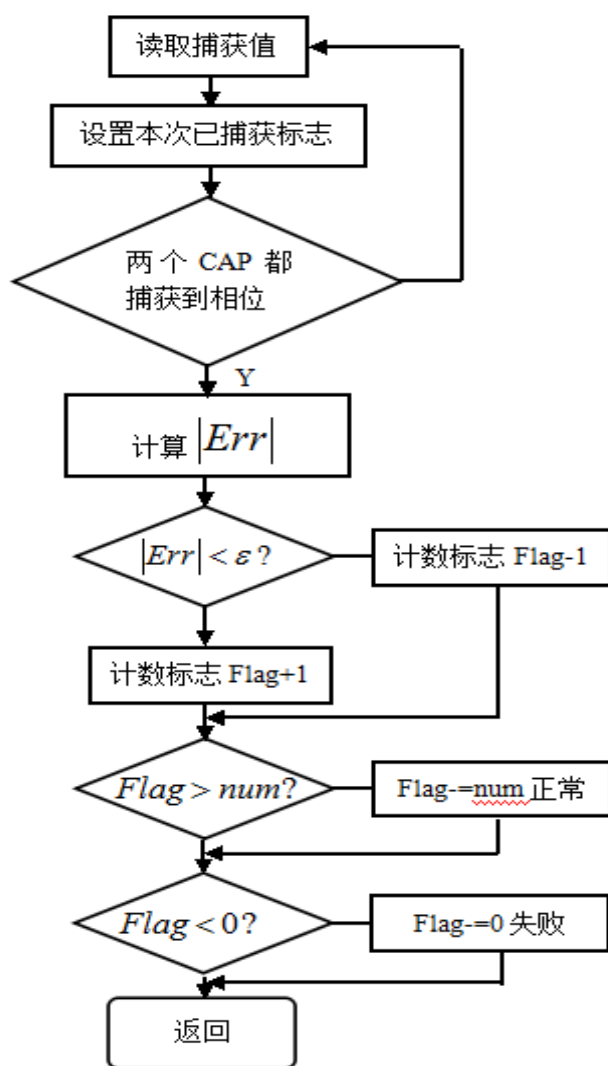 读取捕获值
设置本次已捕获标志
两个 CAP 都
捕获到相位
Y
计算 |Err|
|Err| < ε ?
计数标志 Flag-1
计数标志 Flag+1
Flag > num?
Flag-=num 正常
Flag < 0?
Flag-=0 失败
返回